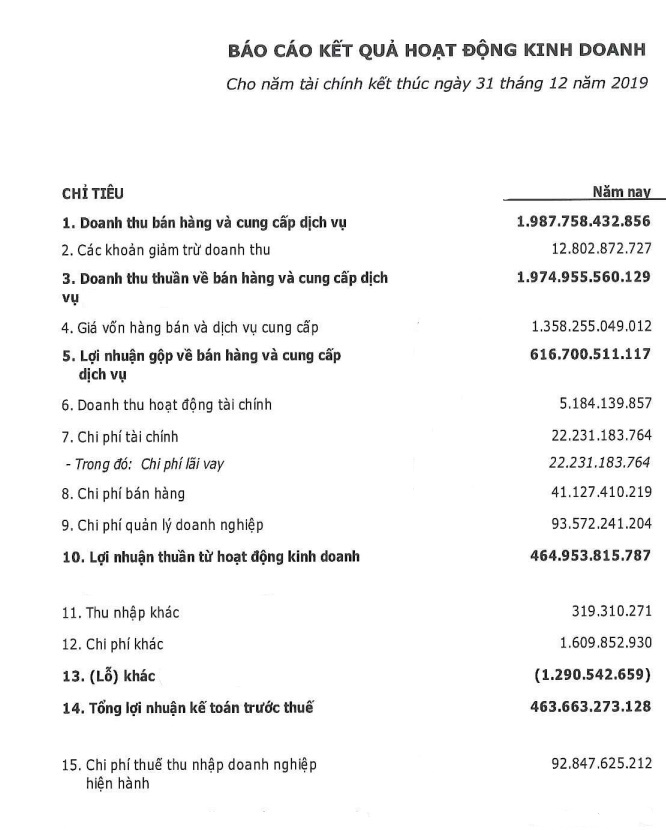 BÁO CÁO KẾT QUẢ HOẠT ĐỘNG KINH DOANH
Cho năm tài chính kết thúc ngày 31 tháng 12 năm 2019
CHỈ TIÊU Năm nay
1. Doanh thu bán hàng và cung cấp dịch vụ 1.987.758.432.856
2. Các khoản giảm trừ doanh thu 12.802.872.727
3. Doanh thu thuần về bán hàng và cung cấp dịch 1.974.955.560.129
vụ
4. Giá vốn hàng bán và dịch vụ cung cấp 1.358.255.049.012
5. Lợi nhuận gộp về bán hàng và cung cấp 616.700.511.117
dịch vụ
6. Doanh thu hoạt động tài chính 5.184.139.857
7. Chi phí tài chính 22.231.183.764
- Trong đó: Chi phí lãi vay 22.231.183.764
8. Chi phí bán hàng 41.127.410.219
9. Chi phí quản lý doanh nghiệp 93.572.241.204
10. Lợi nhuận thuần từ hoạt động kinh doanh 464.953.815.787
11. Thu nhập khác 319.310.271
12. Chi phí khác 1.609.852.930
13. (Lỗ) khác (1.290.542.659)
14. Tổng lợi nhuận kế toán trước thuế 463.663.273.128
15. Chi phí thuế thu nhập doanh nghiệp 92.847.625.212
hiện hành